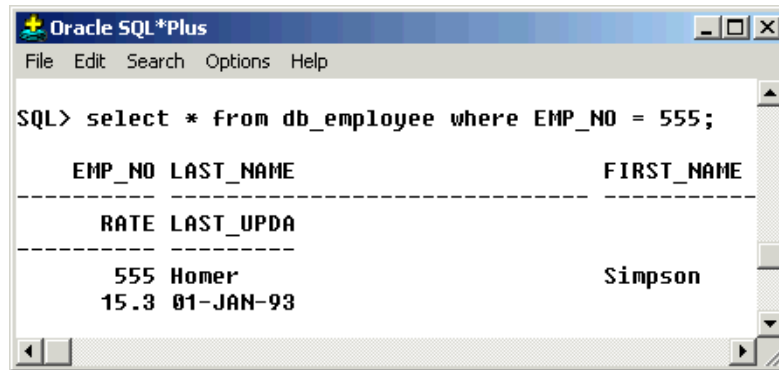 Oracle SQL*Plus
File Edit Search Options Help
SQL> select * from db_employee where EMP_NO = 555;
EMP_NO LAST_NAME FIRST_NAME
---------- ------------------------------ -----------
RATE LAST_UPDA
---------- ---------
555 Homer Simpson
15.3 01-JAN-93